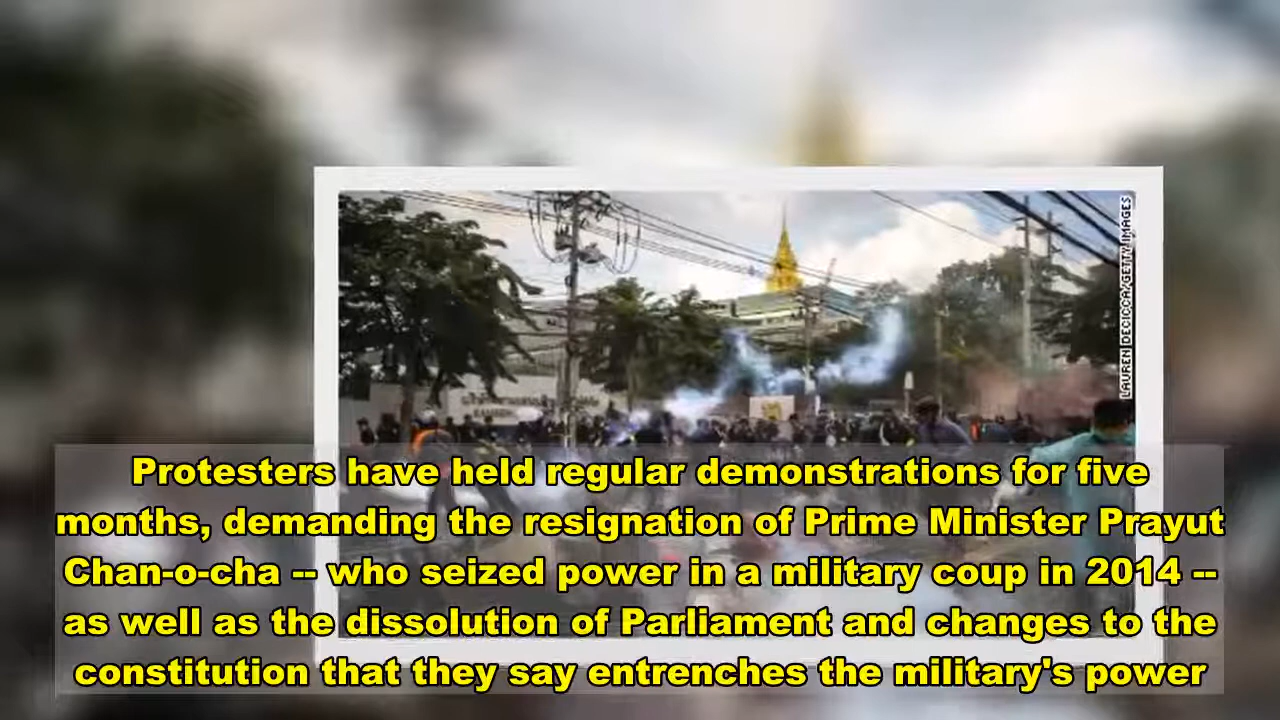 LAUREN DECICCA/GETTY IMAGES
Protesters have held regular demonstrations for five
months, demanding the resignation of Prime Minister Prayut
Chan-o-cha -- who seized power in a military coup in 2014 --
as well as the dissolution of Parliament and changes to the
constitution that they say entrenches the military's power